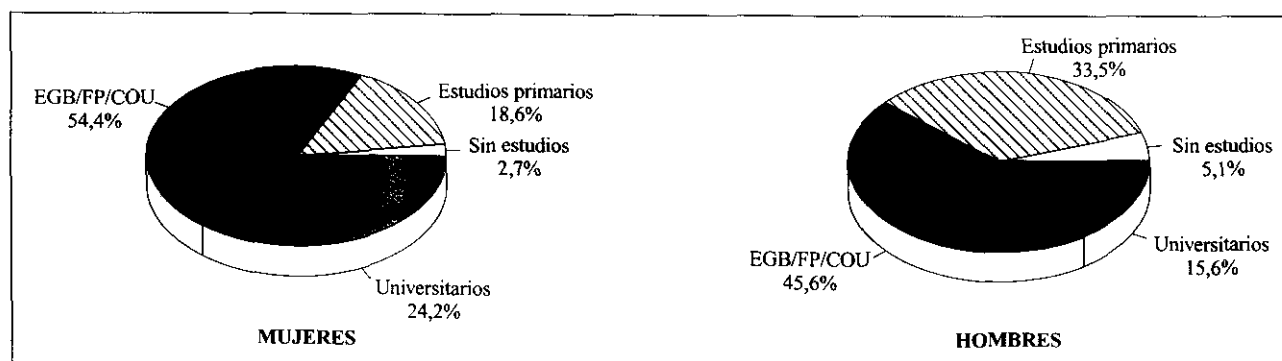 EGB/FP/COU
54,4%
Estudios primarios
18,6%
Sin estudios
2,7%
Universitarios
24,2%
MUJERES
Estudios primarios
33,5%
Sin estudios
5,1%
Universitarios
15,6%
EGB/FP/COU
45,6%
HOMBRES